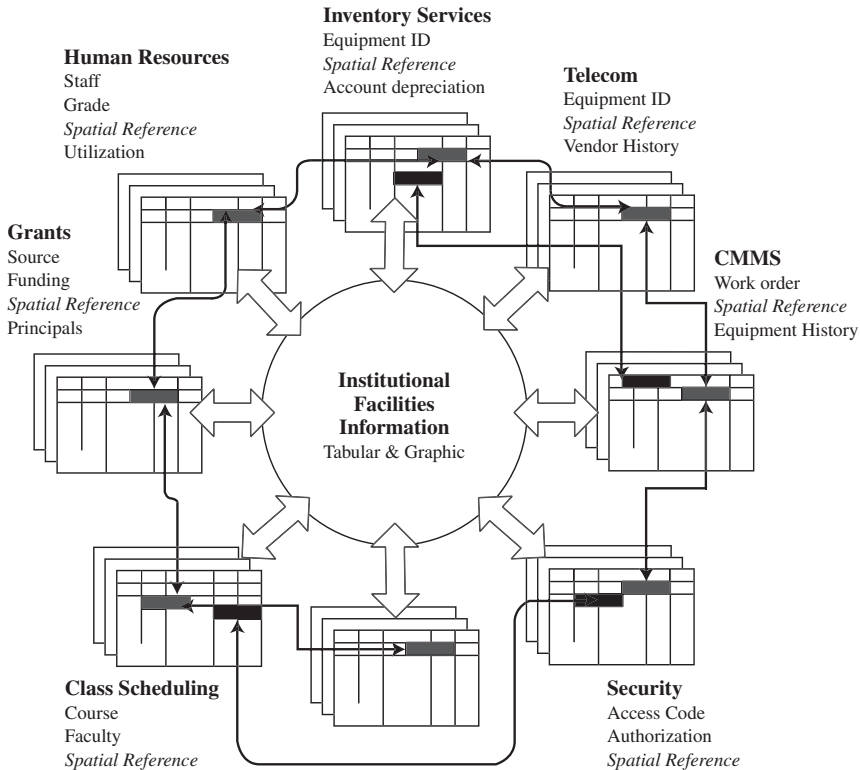 Inventory Services
Equipment ID
Spatial Reference
Account depreciation
Human Resources
Staff
Grade
Spatial Reference
Utilization
Telecom
Equipment ID
Spatial Reference
Vendor History
Grants
Source
Funding
Spatial Reference
Principals
CMMS
Work order
Spatial Reference
Equipment History
Institutional
Facilities
Information
Tabular & Graphic
Class Scheduling
Course
Faculty
Spatial Reference
Security
Access Code
Authorization
Spatial Reference